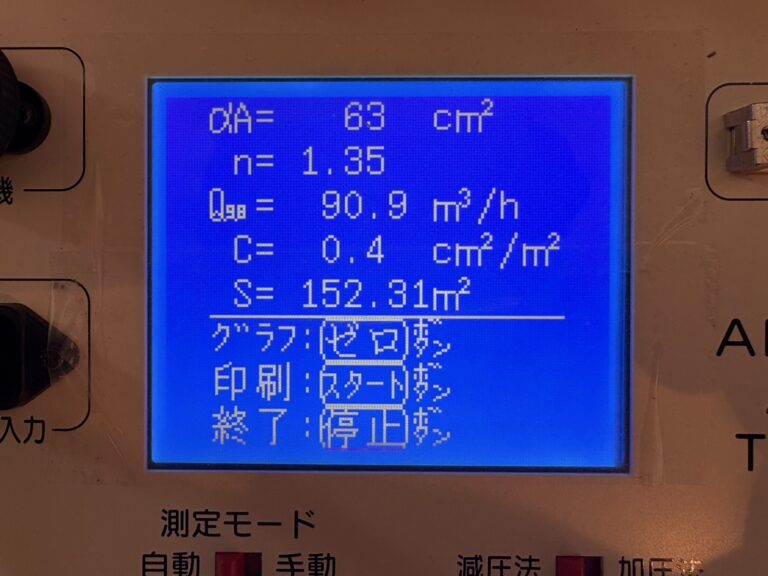 αA= 63 cm²
n= 1.35
Q₉₈= 90.9 m³/h
C= 0.4 cm²/m²
S= 152.31m²
グラフ:(ゼロ)ボタン
印刷:(スタート)ボタン
終了:(停止)ボタン
機
入力
A
T
測定モード
自動 手動 減圧法 加圧法